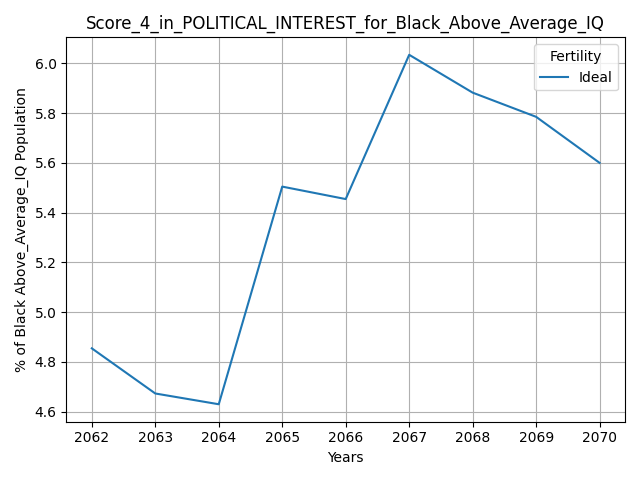 Score_4_in_POLITICAL_INTEREST_for_Black_Above_Average_IQ
Fertility
Ideal
% of Black Above_Average_IQ Population
6.0
5.8
5.6
5.4
5.2
5.0
4.8
4.6
2062 2063 2064 2065 2066 2067 2068 2069 2070
Years